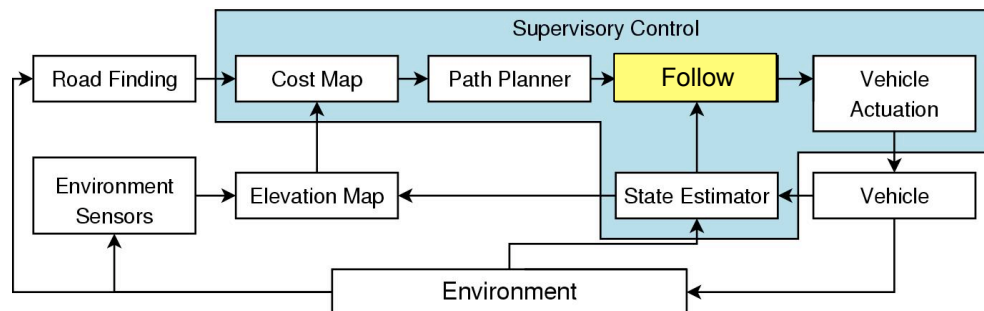 Supervisory Control
Road Finding
Cost Map
Path Planner
Follow
Vehicle
Actuation
Environment
Sensors
Elevation Map
State Estimator
Vehicle
Environment